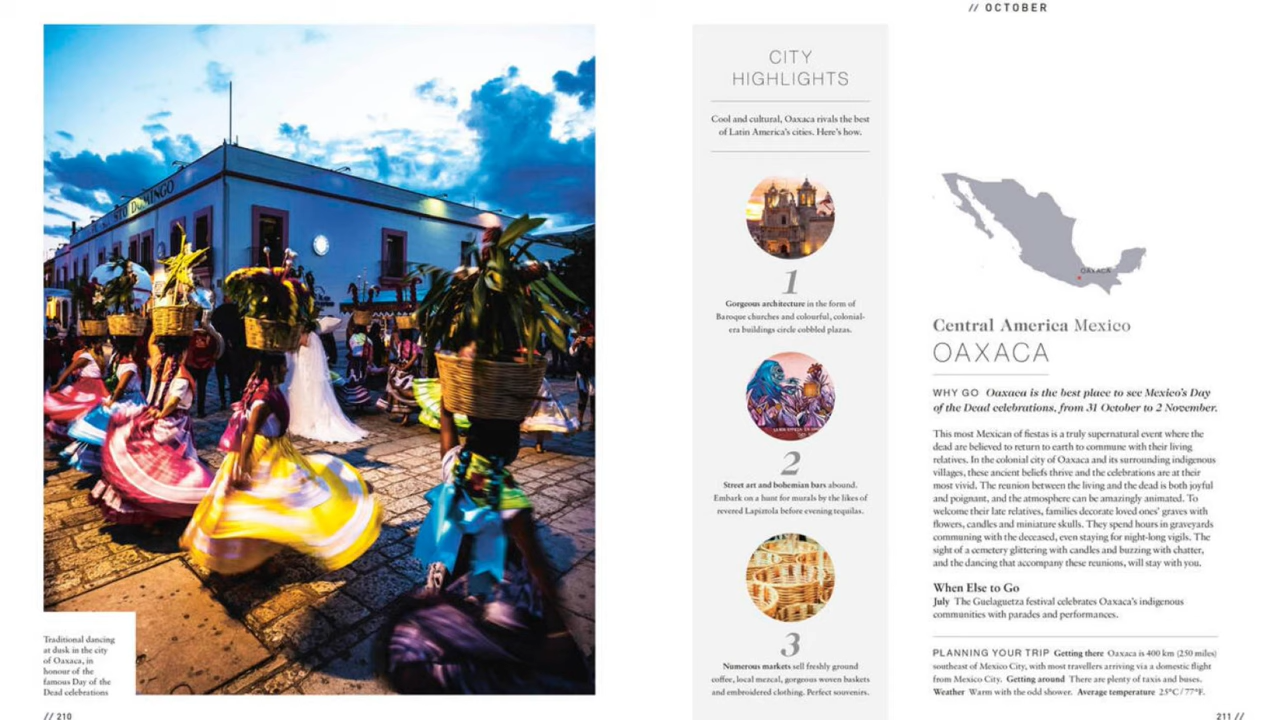 // OCTOBER
STO DOMINGO
Traditional dancing
at dusk in the city
of Oaxaca, in
honour of the
famous Day of the
Dead celebrations
// 210
CITY
HIGHLIGHTS
Cool and cultural, Oaxaca rivals the best
of Latin America's cities. Here's how.
1
Gorgeous architecture in the form of
Baroque churches and colourful, colonial-
era buildings circle cobbled plazas.
2
Street art and bohemian bars abound.
Embark on a hunt for murals by the likes of
revered Lapiztola before evening tequilas.
3
Numerous markets sell freshly ground
coffee, local mezcal, gorgeous woven baskets
and embroidered clothing. Perfect souvenirs.
OAXACA
Central America Mexico
OAXACA
WHY GO Oaxaca is the best place to see Mexico's Day
of the Dead celebrations, from 31 October to 2 November.
This most Mexican of fiestas is a truly supernatural event where the
dead are believed to return to earth to commune with their living
relatives. In the colonial city of Oaxaca and its surrounding indigenous
villages, these ancient beliefs thrive and the celebrations are at their
most vivid. The reunion between the living and the dead is both joyful
and poignant, and the atmosphere can be amazingly animated. To
welcome their late relatives, families decorate loved ones' graves with
flowers, candles and miniature skulls. They spend hours in graveyards
communing with the deceased, even staying for night-long vigils. The
sight of a cemetery glittering with candles and buzzing with chatter,
and the dancing that accompany these reunions, will stay with you.
When Else to Go
July The Guelaguetza festival celebrates Oaxaca's indigenous
communities with parades and performances.
PLANNING YOUR TRIP Getting there Oaxaca is 400 km (250 miles)
southeast of Mexico City, with most travellers arriving via a domestic flight
from Mexico City. Getting around There are plenty of taxis and buses.
Weather Warm with the odd shower. Average temperature 25°C/77°F.
211 //